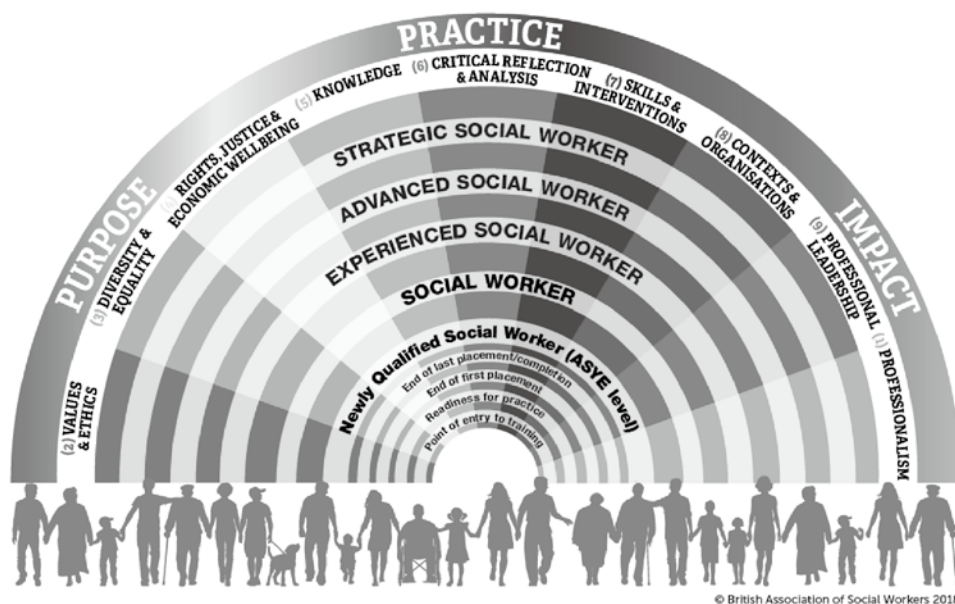 PURPOSE
PRACTICE
IMPACT
(2) VALUES
& ETHICS
(3) DIVERSITY &
EQUALITY
(4) RIGHTS, JUSTICE &
ECONOMIC WELLBEING
(5) KNOWLEDGE
(6) CRITICAL REFLECTION
& ANALYSIS
(7) SKILLS &
INTERVENTIONS
(8) CONTEXTS &
ORGANISATIONS
(9) PROFESSIONAL
LEADERSHIP
(1) PROFESSIONALISM
STRATEGIC SOCIAL WORKER
ADVANCED SOCIAL WORKER
EXPERIENCED SOCIAL WORKER
SOCIAL WORKER
Newly Qualified Social Worker (ASYE level)
End of last placement/completion
End of first placement
Readiness for practice
Point of entry to training
© British Association of Social Workers 2018